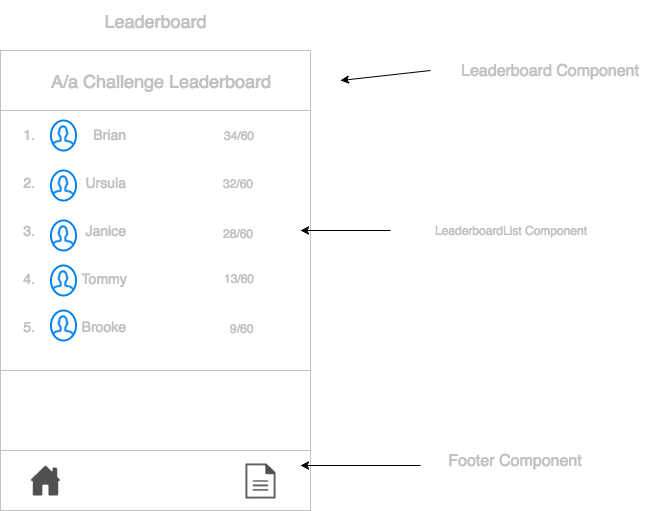 Leaderboard
A/a Challenge Leaderboard
Leaderboard Component
1. Brian 34/60
2. Ursula 32/60
3. Janice 28/60
LeaderboardList Component
4. Tommy 13/60
5. Brooke 9/60
Footer Component